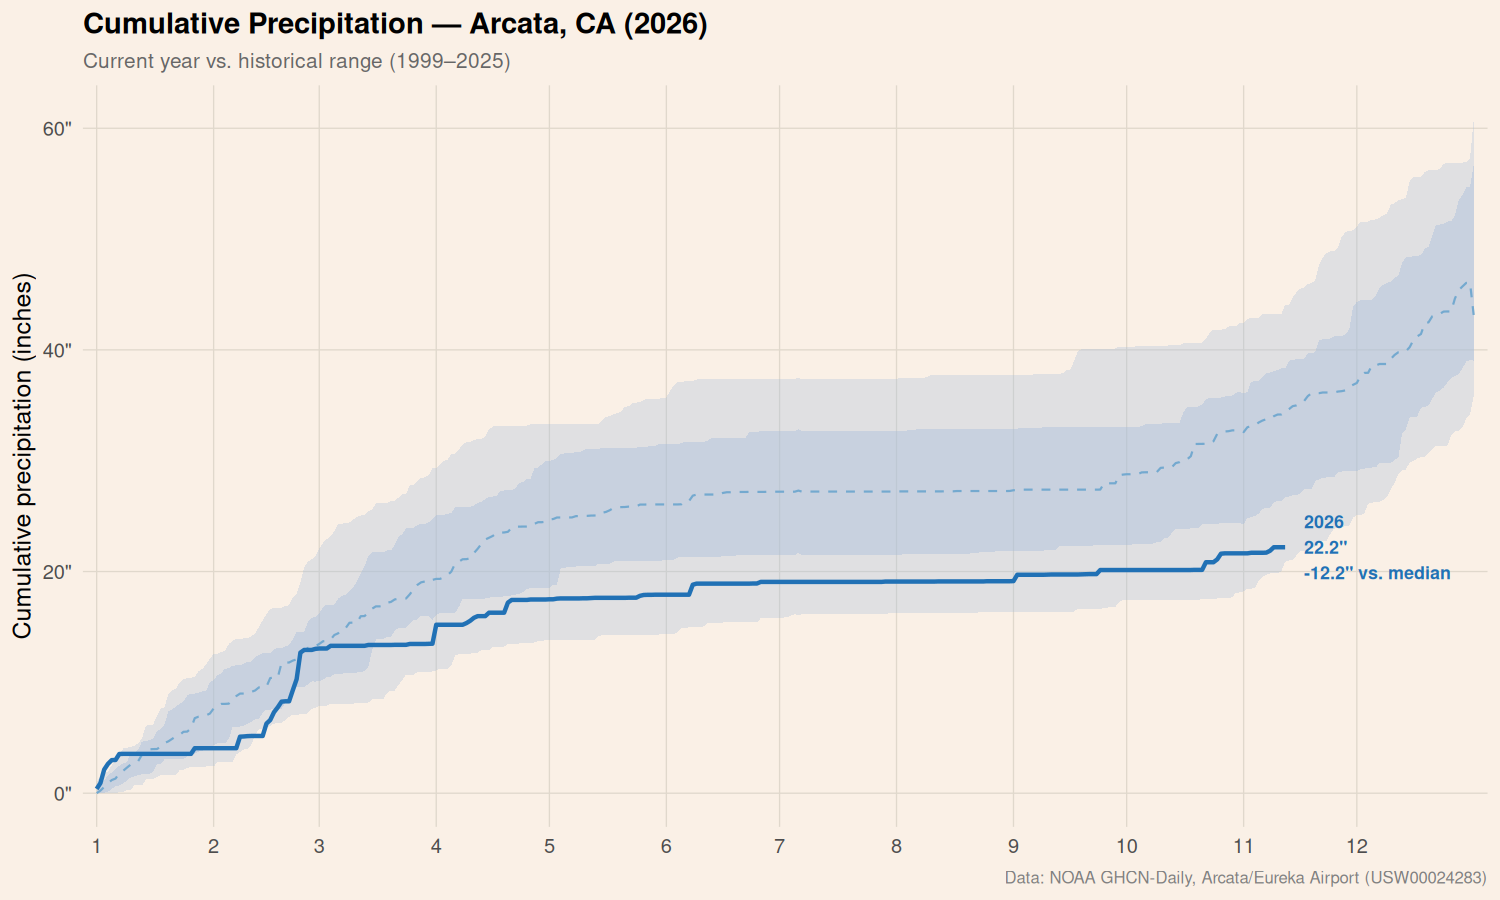 Cumulative Precipitation — Arcata, CA (2026)
Current year vs. historical range (1999–2025)
Cumulative precipitation (inches)
60"
40"
20"
0"
2026
22.2"
-12.2" vs. median
1 2 3 4 5 6 7 8 9 10 11 12
Data: NOAA GHCN-Daily, Arcata/Eureka Airport (USW00024283)